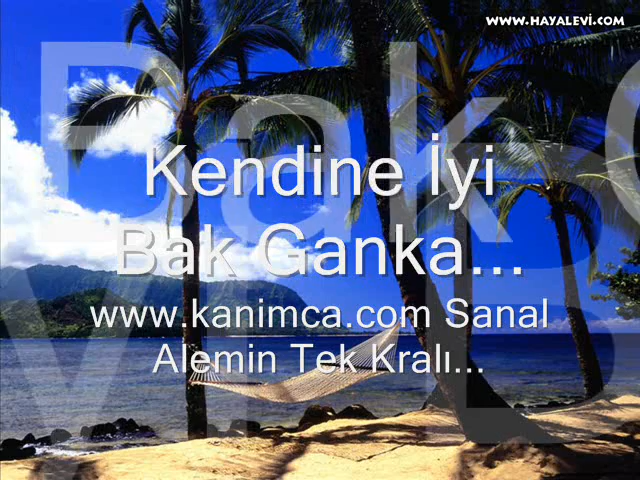 WWW.HAYALEVI.COM
Kendine İyi
Bak Ganka...
www.kanimca.com Sanal
Alemin Tek Kralı...